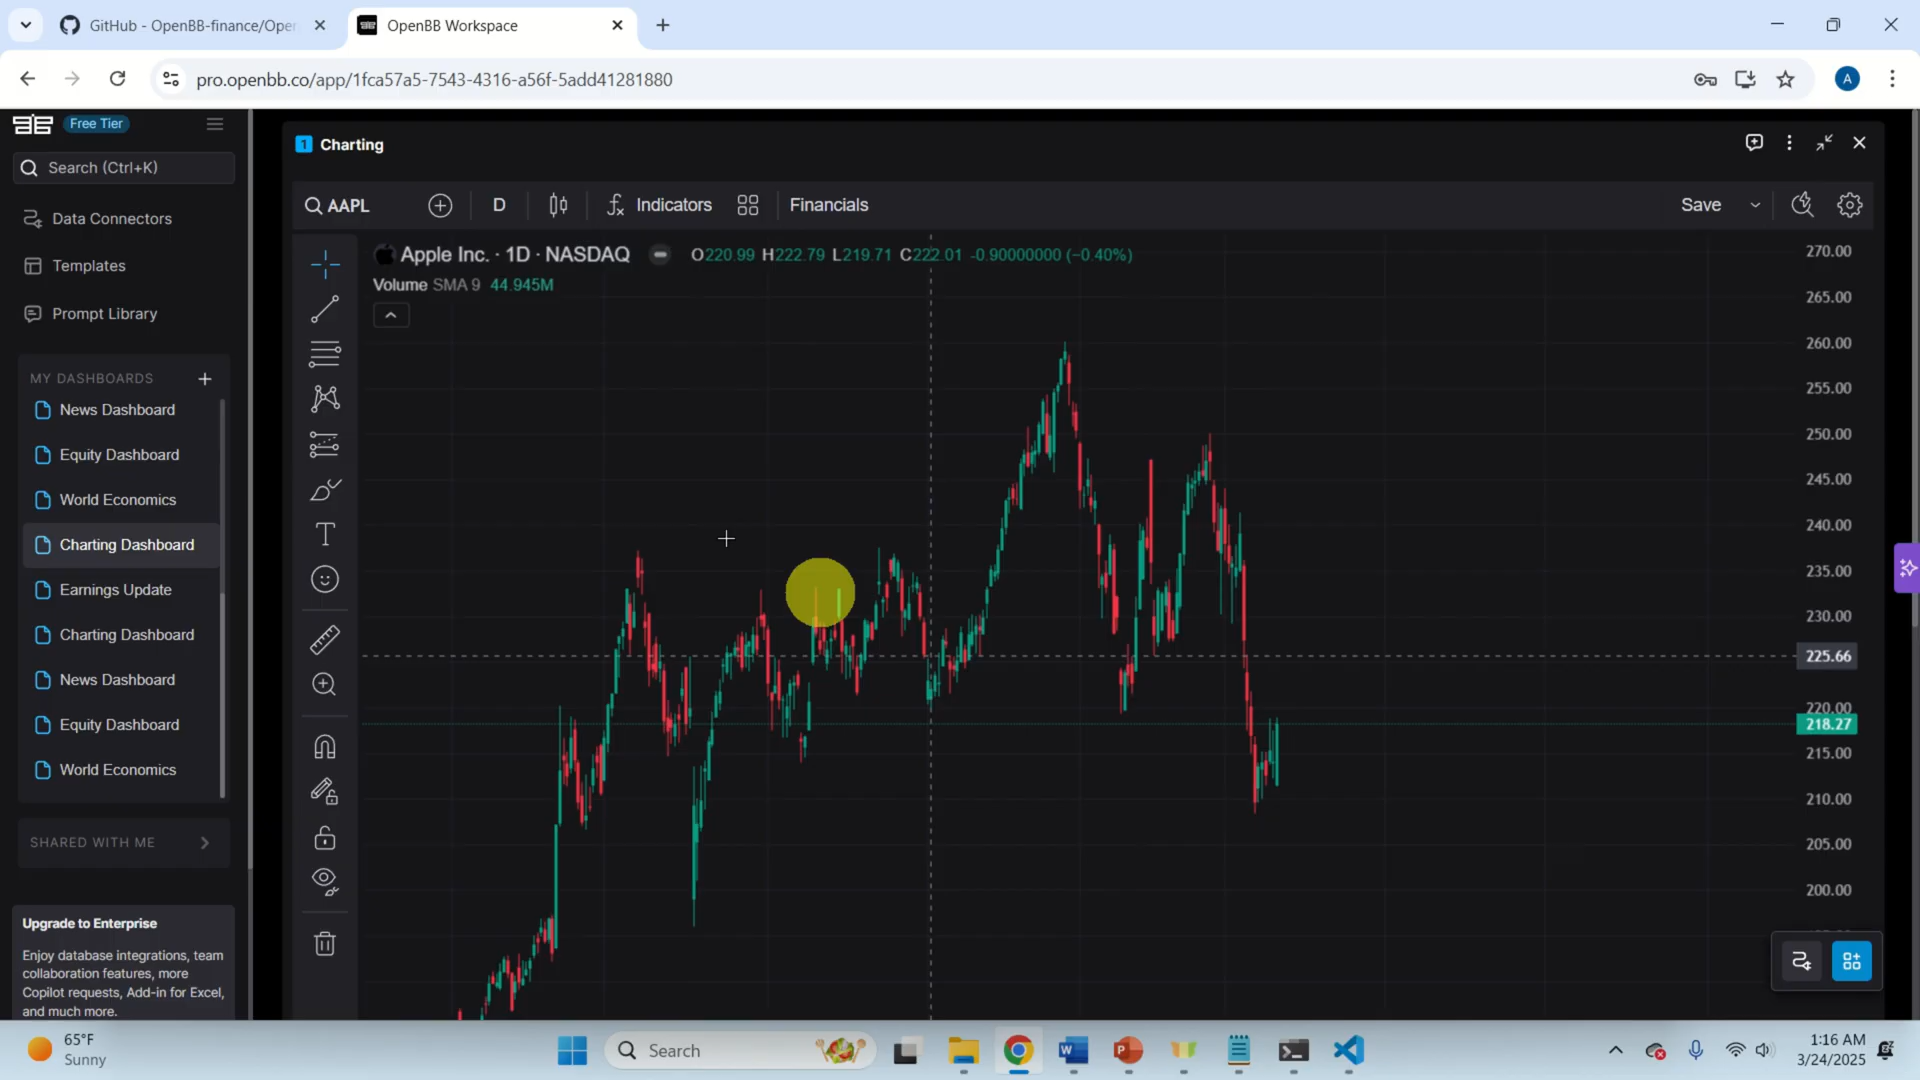 GitHub - OpenBB-finance/Open
OpenBB Workspace
pro.openbb.co/app/1fca57a5-7543-4316-a56f-5add41281880
A
Free Tier
Search (Ctrl+K)
Data Connectors
Templates
Prompt Library
MY DASHBOARDS
News Dashboard
Equity Dashboard
World Economics
Charting Dashboard
Earnings Update
Charting Dashboard
News Dashboard
Equity Dashboard
World Economics
SHARED WITH ME
Upgrade to Enterprise
Enjoy database integrations, team
collaboration features, more
Copilot requests, Add-in for Excel,
and much more.
1 Charting
AAPL
D
Indicators
Financials
Save
Apple Inc. · 1D · NASDAQ
O220.99 H222.79 L219.71 C222.01 -0.90000000 (−0.40%)
Volume SMA 9 44.945M
270.00
265.00
260.00
255.00
250.00
245.00
240.00
235.00
230.00
225.66
220.00
218.27
215.00
210.00
205.00
200.00
65°F
Sunny
Search
1:16 AM
3/24/2025